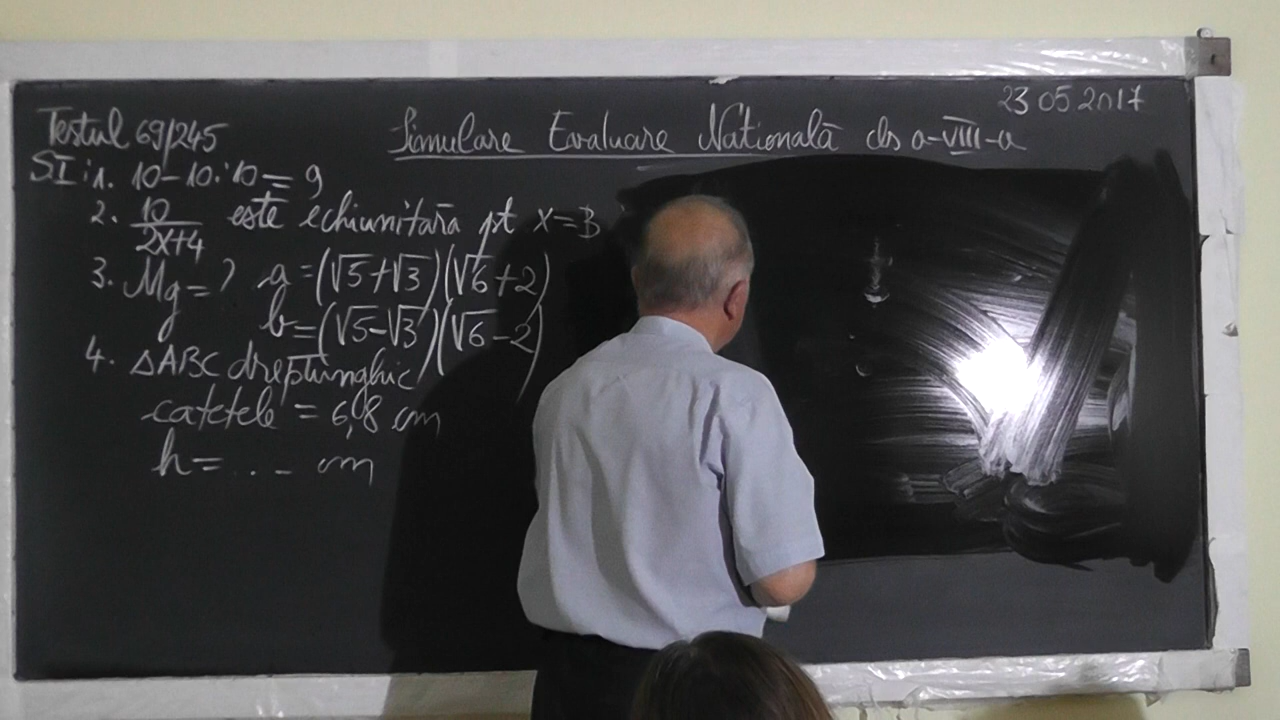 23 05 2017
Testul 69/245
Simulare Evaluare Natională cls a-VIII-a
SI:1. 10-10:10=9
2. 10/2x+4 este echiunitară pt x=3
3. Mg=? a=(√5+√3)(√6+2)
b=(√5-√3)(√6-2)
4. ΔABC dreptunghic
catetele = 6,8 cm
h=... cm